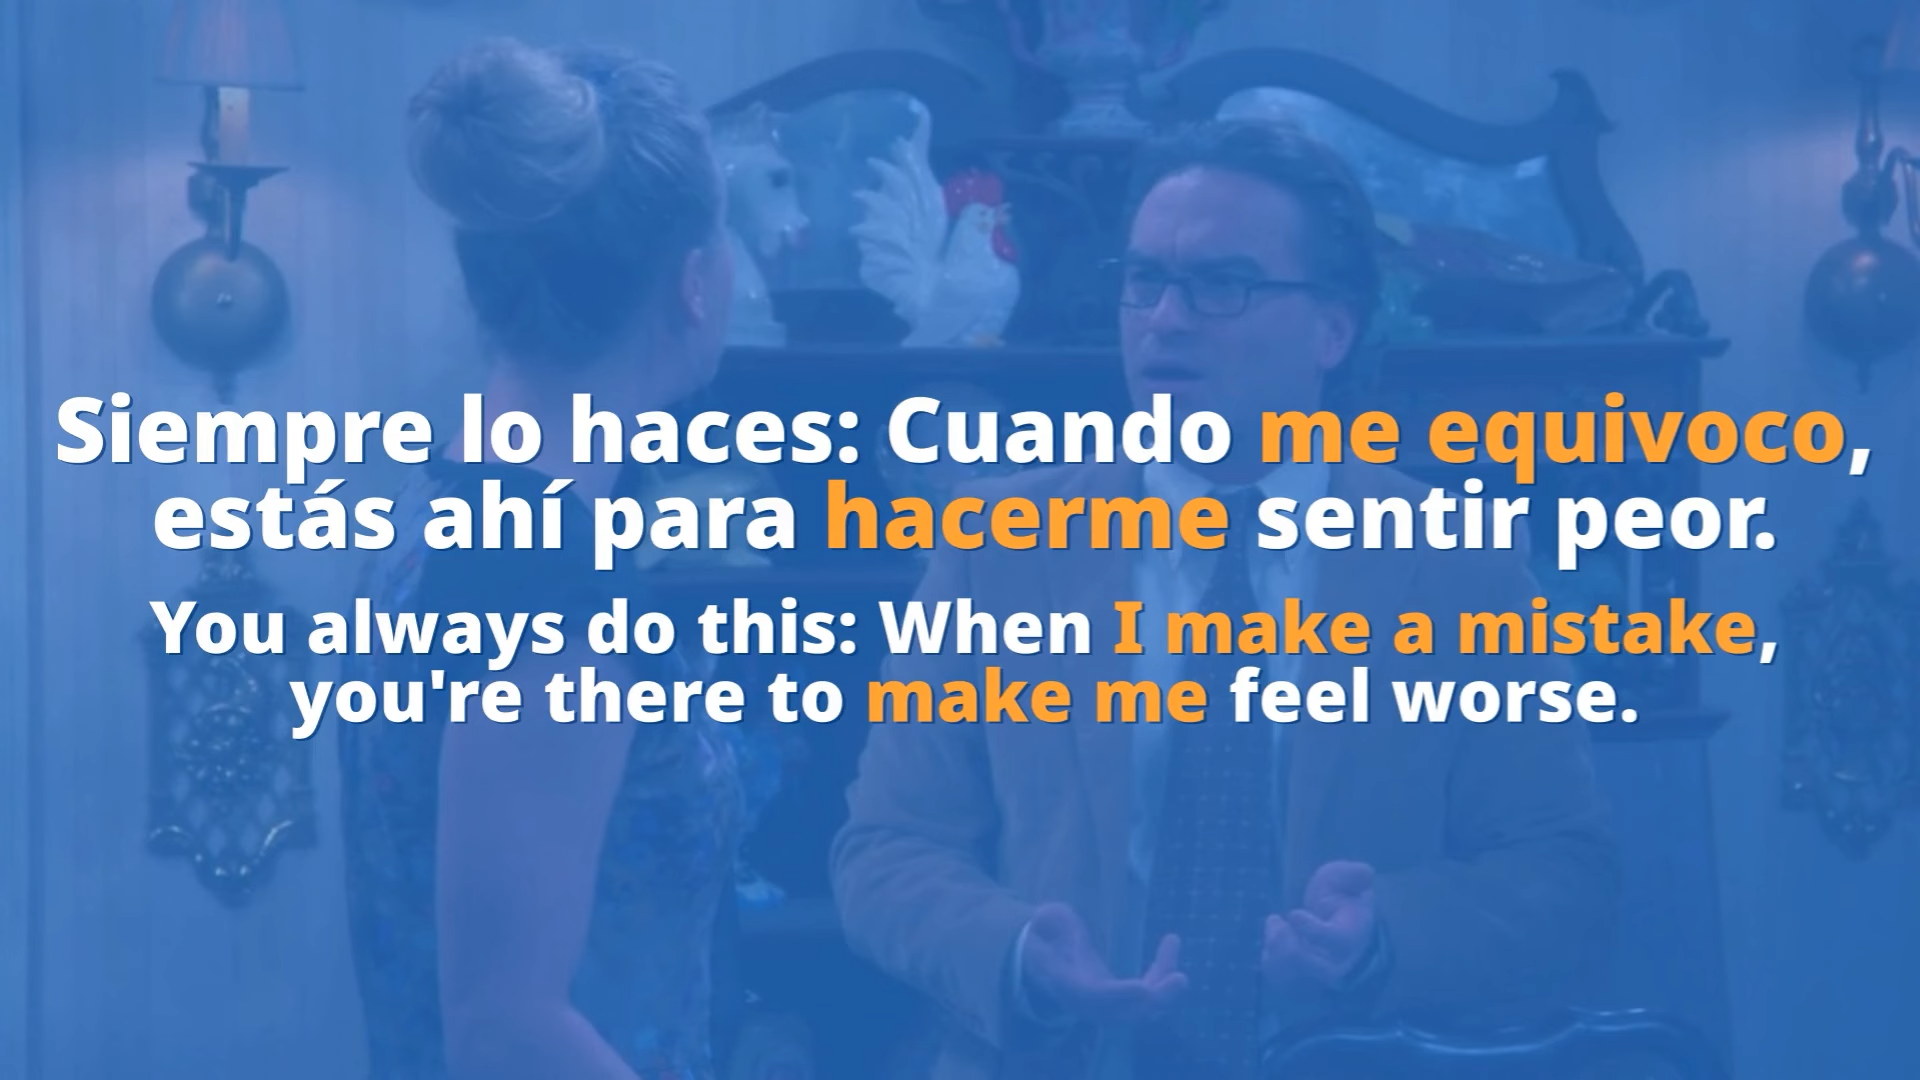 Siempre lo haces: Cuando me equivoco,
estás ahí para hacerme sentir peor.
You always do this: When I make a mistake,
you're there to make me feel worse.